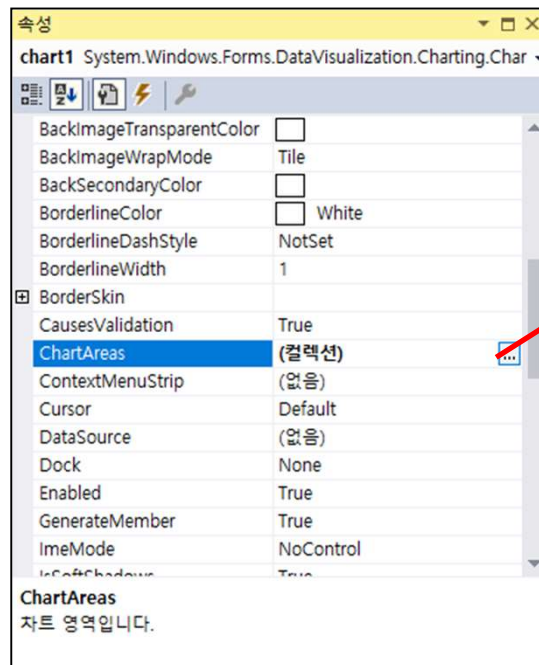 속성
chart1 System.Windows.Forms.DataVisualization.Charting.Char
BackImageTransparentColor
BackImageWrapMode Tile
BackSecondaryColor
BorderlineColor White
BorderlineDashStyle NotSet
BorderlineWidth 1
BorderSkin
CausesValidation True
ChartAreas (컬렉션) ...
ContextMenuStrip (없음)
Cursor Default
DataSource (없음)
Dock None
Enabled True
GenerateMember True
ImeMode NoControl
IsSoftShadows True
ChartAreas
차트 영역입니다.